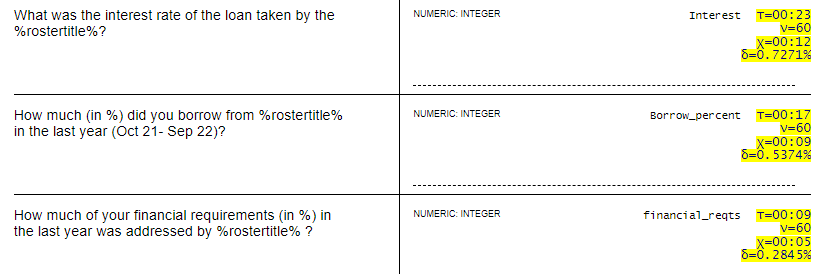 What was the interest rate of the loan taken by the
%rostertitle%?
NUMERIC: INTEGER
Interest T=00:23
ν=60
χ=00:12
δ=0.7271%
How much (in %) did you borrow from %rostertitle%
in the last year (Oct 21- Sep 22)?
NUMERIC: INTEGER
Borrow_percent T=00:17
ν=60
χ=00:09
δ=0.5374%
How much of your financial requirements (in %) in
the last year was addressed by %rostertitle% ?
NUMERIC: INTEGER
financial_reqts T=00:09
ν=60
χ=00:05
δ=0.2845%